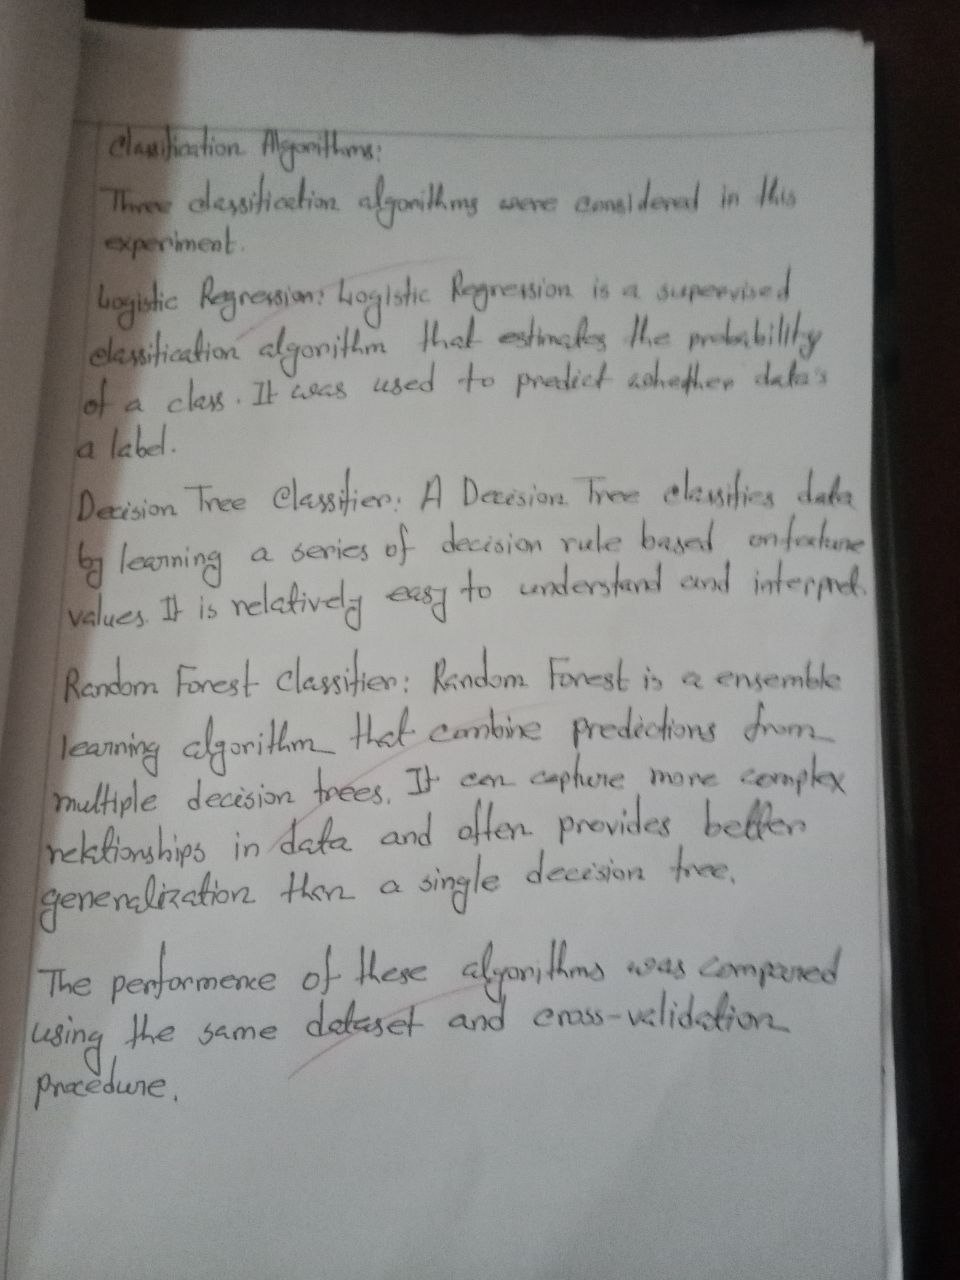 Classification Algorithms:
Three classification algorithms were considered in this
experiment.
Logistic Regression: Logistic Regression is a supervised
classification algorithm that estimates the probability
of a class. It was used to predict whether data's
a label.
Decision Tree Classifier: A Decision Tree classifies data
by learning a series of decision rule based on feature
values. It is relatively easy to understand and interpret.
Random Forest Classifier: Random Forest is a ensemble
learning algorithm that combine predictions from
multiple decision trees. It can capture more complex
relationships in data and often provides better
generalization than a single decision tree.
The performence of these algorithms was compared
using the same dataset and cross-validation
procedure.